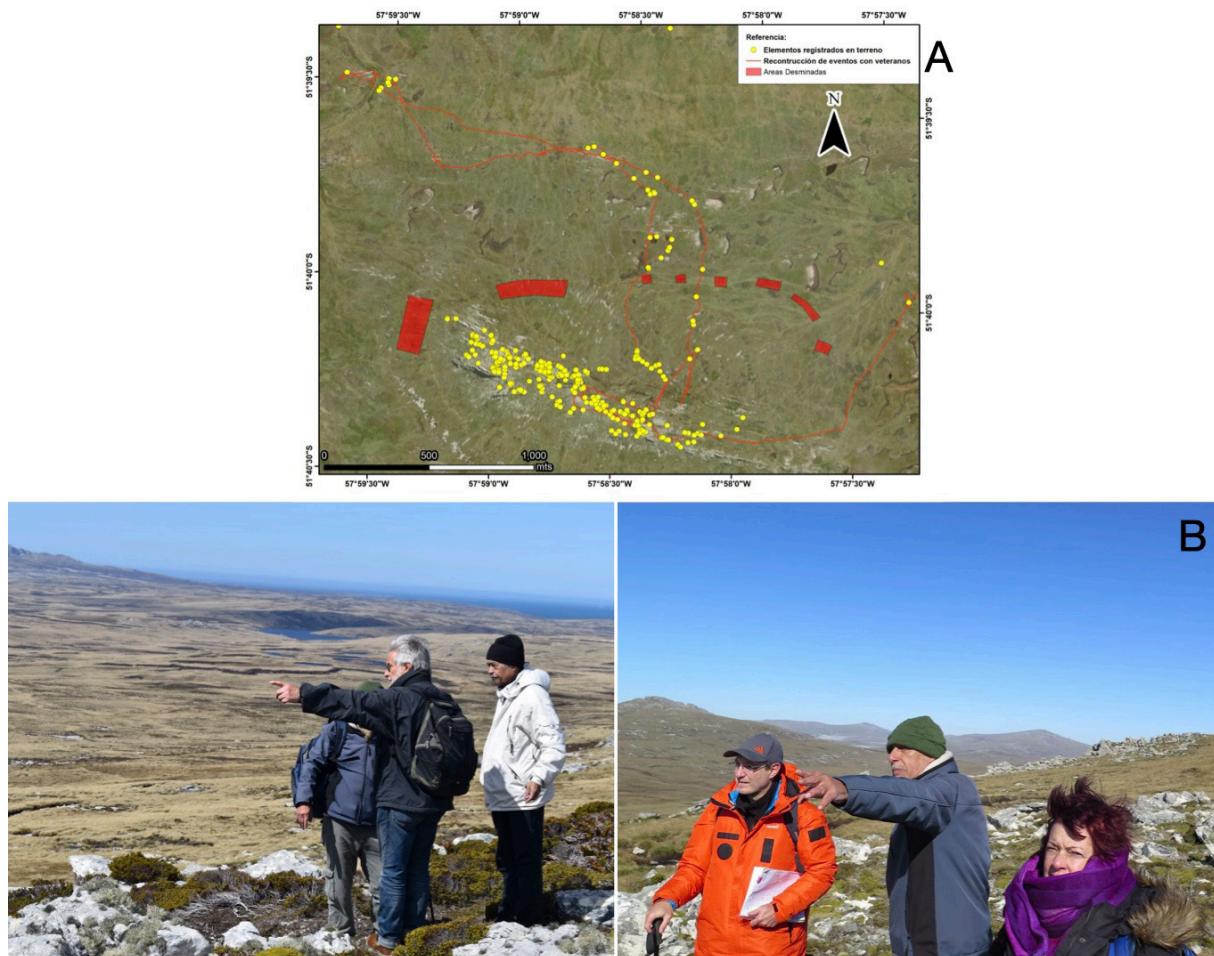 57°59'30"W 57°59'0"W 57°58'30"W 57°58'0"W 57°57'30"W
Referencia:
Elementos registrados en terreno
Recontrucción de eventos con veteranos
Areas Desminadas
A
N
51°39'30"S
51°39'30"S
51°40'0"S
51°40'0"S
51°40'30"S
0 500 1,000
mts
57°59'30"W 57°59'0"W 57°58'30"W 57°58'0"W 57°57'30"W
B